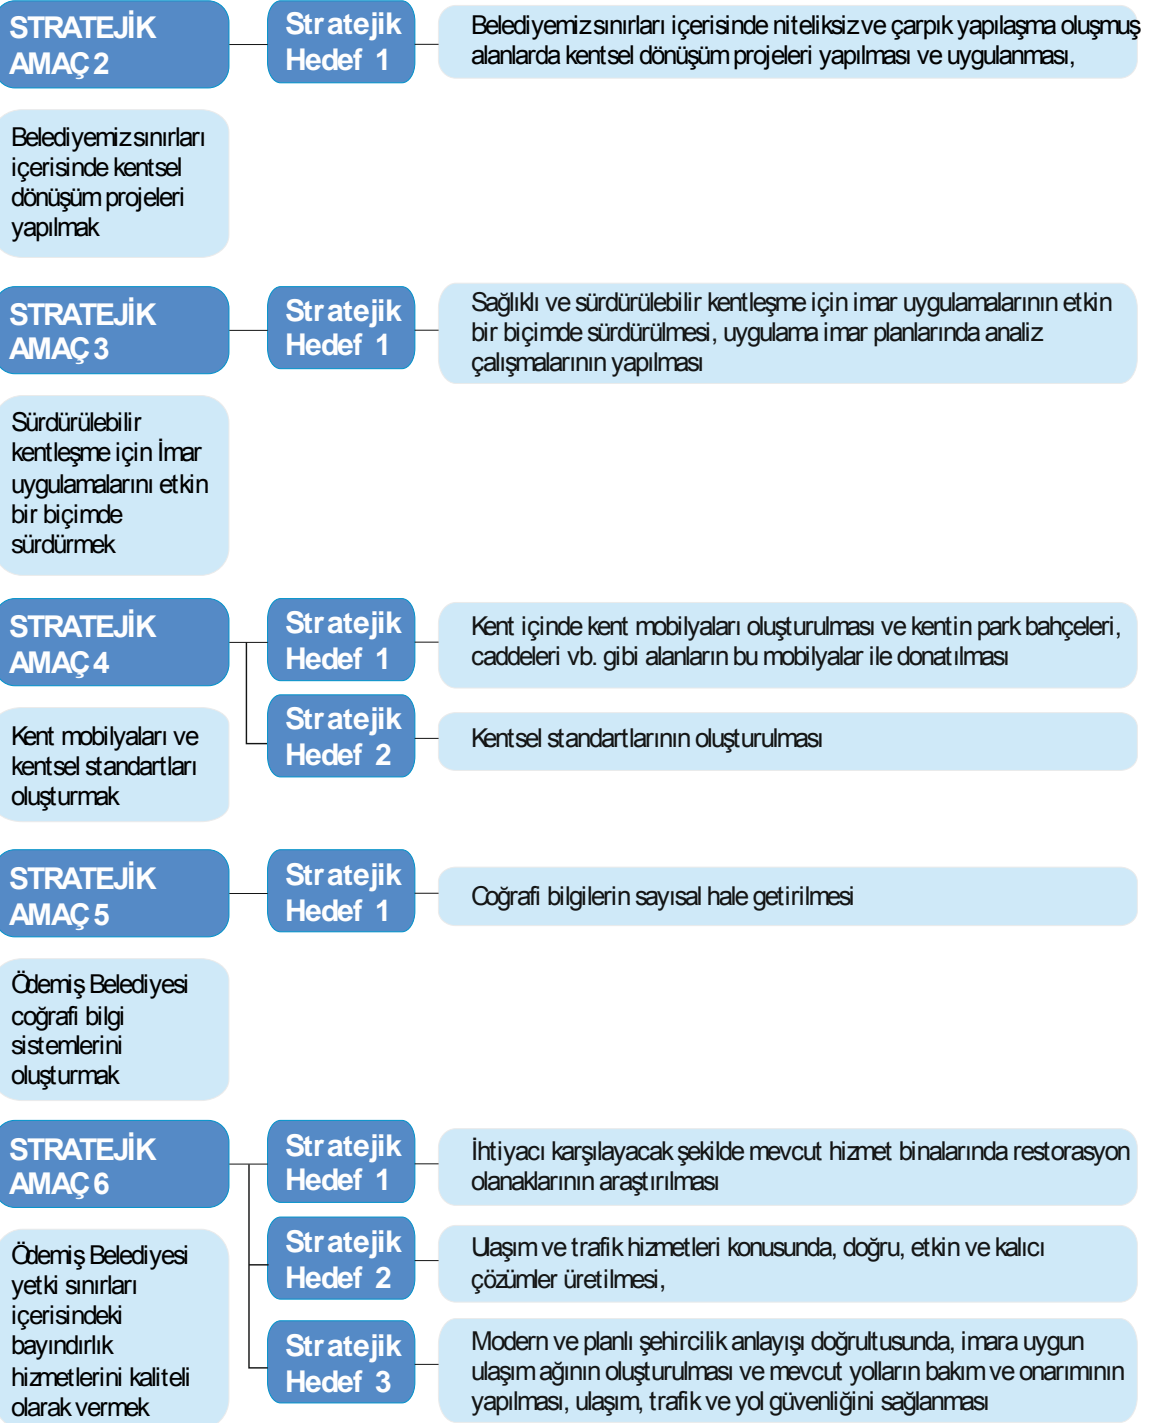 STRATEJİK
AMAÇ 2
Stratejik
Hedef 1
Belediyemiz sınırları içerisinde niteliksiz ve çarpık yapılaşma oluşmuş
alanlarda kentsel dönüşüm projeleri yapılması ve uygulanması,
Belediyemiz sınırları
içerisinde kentsel
dönüşüm projeleri
yapılmak
STRATEJİK
AMAÇ 3
Stratejik
Hedef 1
Sağlıklı ve sürdürülebilir kentleşme için imar uygulamalarının etkin
bir biçimde sürdürülmesi, uygulama imar planlarında analiz
çalışmalarının yapılması
Sürdürülebilir
kentleşme için İmar
uygulamalarını etkin
bir biçimde
sürdürmek
STRATEJİK
AMAÇ 4
Stratejik
Hedef 1
Kent içinde kent mobilyaları oluşturulması ve kentin park bahçeleri,
caddeleri vb. gibi alanların bu mobilyalar ile donatılması
Stratejik
Hedef 2
Kentsel standartlarının oluşturulması
Kent mobilyaları ve
kentsel standartları
oluşturmak
STRATEJİK
AMAÇ 5
Stratejik
Hedef 1
Coğrafi bilgilerin sayısal hale getirilmesi
Ödemiş Belediyesi
coğrafi bilgi
sistemlerini
oluşturmak
STRATEJİK
AMAÇ 6
Stratejik
Hedef 1
İhtiyacı karşılayacak şekilde mevcut hizmet binalarında restorasyon
olanaklarının araştırılması
Stratejik
Hedef 2
Ulaşım ve trafik hizmetleri konusunda, doğru, etkin ve kalıcı
çözümler üretilmesi,
Stratejik
Hedef 3
Modern ve planlı şehircilik anlayışı doğrultusunda, imara uygun
ulaşım ağının oluşturulması ve mevcut yolların bakım ve onarımının
yapılması, ulaşım, trafik ve yol güvenliğini sağlanması
Ödemiş Belediyesi
yetki sınırları
içerisindeki
bayındırlık
hizmetlerini kaliteli
olarak vermek